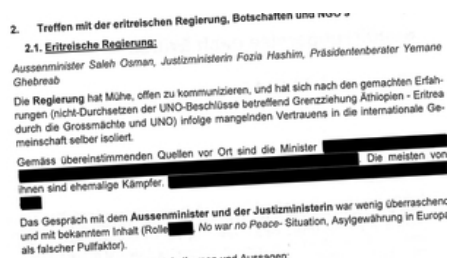 2. Treffen mit der eritreischen Regierung, Botschaften und NGO's
2.1. Eritreische Regierung:
Aussenminister Saleh Osman, Justizministerin Fozia Hashim, Präsidentenberater Yemane
Ghebreab
Die Regierung hat Mühe, offen zu kommunizieren, und hat sich nach den gemachten Erfah-
rungen (nicht-Durchsetzen der UNO-Beschlüsse betreffend Grenzziehung Äthiopien - Eritrea
durch die Grossmächte und UNO) infolge mangelnden Vertrauens in die internationale Ge-
meinschaft selber isoliert.
Gemäss übereinstimmenden Quellen vor Ort sind die Minister
Die meisten von
ihnen sind ehemalige Kämpfer.
Das Gespräch mit dem Aussenminister und der Justizministerin war wenig überraschend
und mit bekanntem Inhalt (Rolle , No war no Peace- Situation, Asylgewährung in Europa
als falscher Pullfaktor).
und Aussagen: